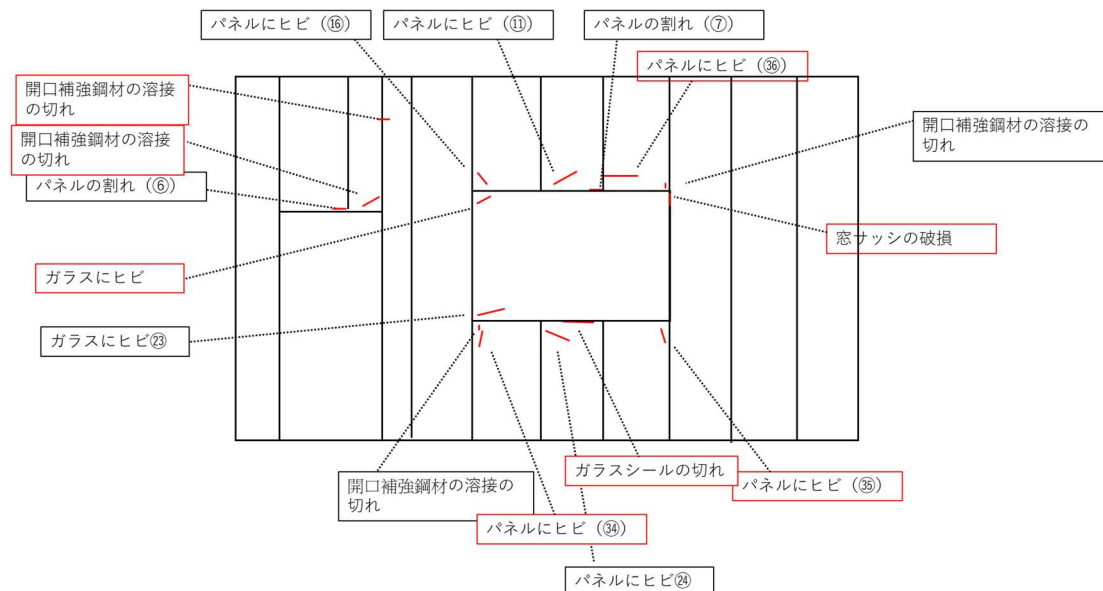 パネルにヒビ（⑯）
パネルにヒビ（⑪）
パネルの割れ（⑦）
パネルにヒビ（㊱）
開口補強鋼材の溶接
の切れ
開口補強鋼材の溶接
の切れ
パネルの割れ（⑥）
開口補強鋼材の溶接の
切れ
窓サッシの破損
ガラスにヒビ
ガラスにヒビ㉓
開口補強鋼材の溶接の
切れ
ガラスシールの切れ
パネルにヒビ（㉟）
パネルにヒビ（㉞）
パネルにヒビ㉔